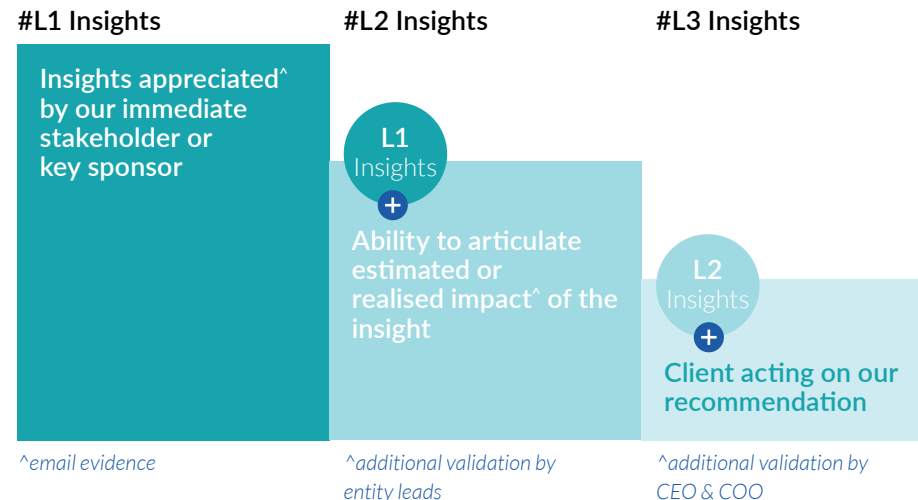 #L1 Insights
Insights appreciated^
by our immediate
stakeholder or
key sponsor
^email evidence
#L2 Insights
L1
Insights
+
Ability to articulate
estimated or
realised impact^ of the
insight
^additional validation by
entity leads
#L3 Insights
L2
Insights
+
Client acting on our
recommendation
^additional validation by
CEO & COO